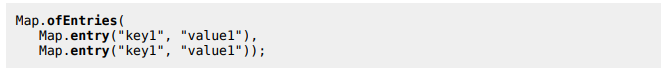 Map.ofEntries(
   Map.entry("key1", "value1"),
   Map.entry("key1", "value1"));